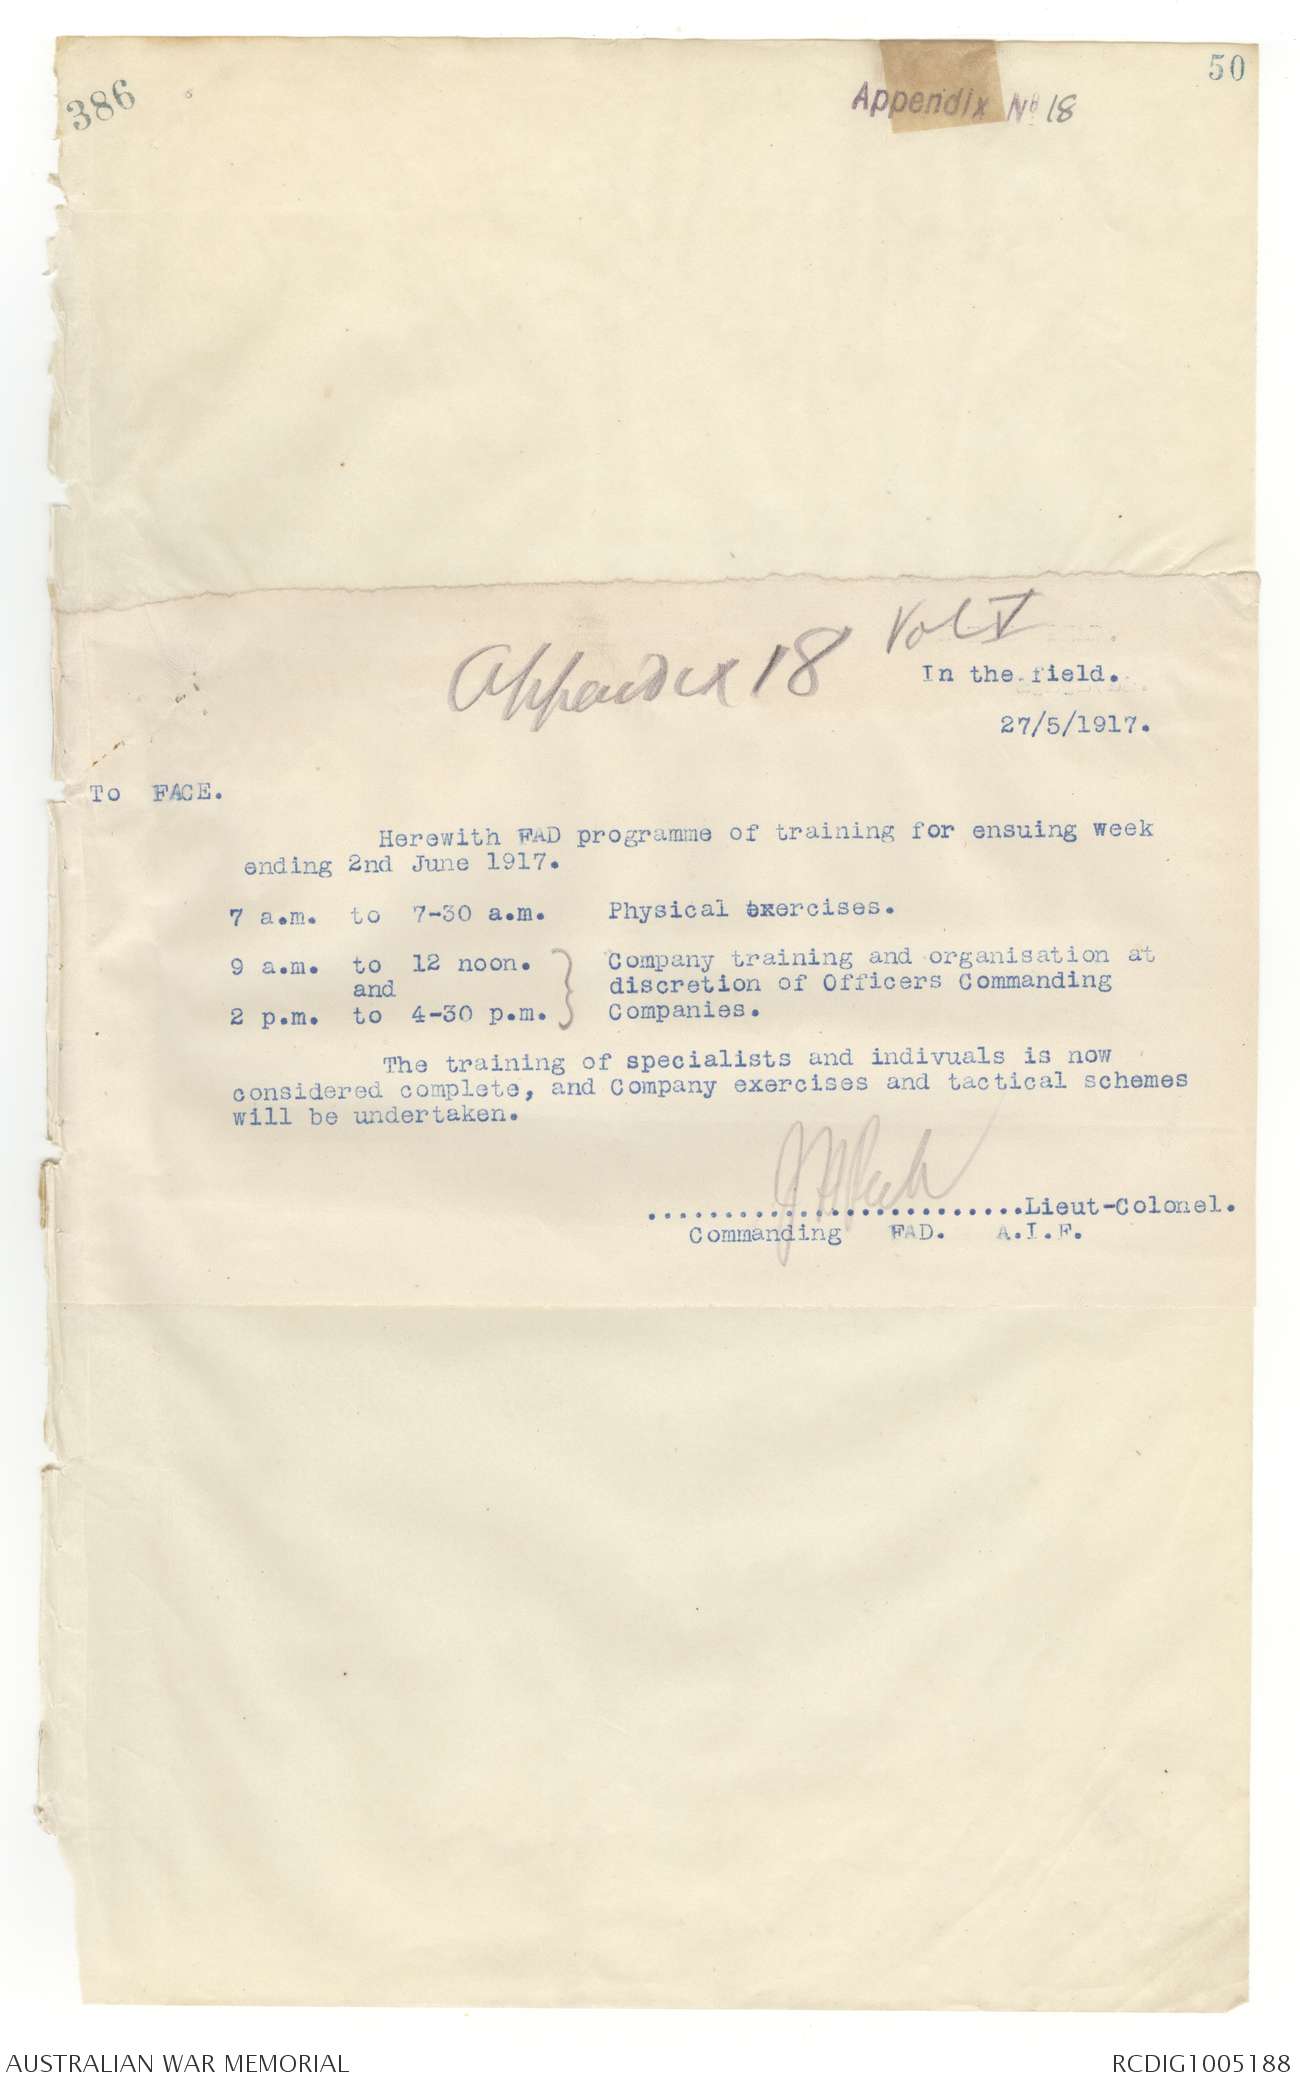 386
50
Appendix No 18
Appendix 18 Vol V
In the field.
27/5/1917.
To FACE.
Herewith FAD programme of training for ensuing week
ending 2nd June 1917.
7 a.m. to 7-30 a.m. Physical exercises.
9 a.m. to 12 noon. } Company training and organisation at
and discretion of Officers Commanding
2 p.m. to 4-30 p.m. Companies.
The training of specialists and indivuals is now
considered complete, and Company exercises and tactical schemes
will be undertaken.
..........................Lieut-Colonel.
Commanding FAD. A.I.F.
AUSTRALIAN WAR MEMORIAL
RCDIG1005188